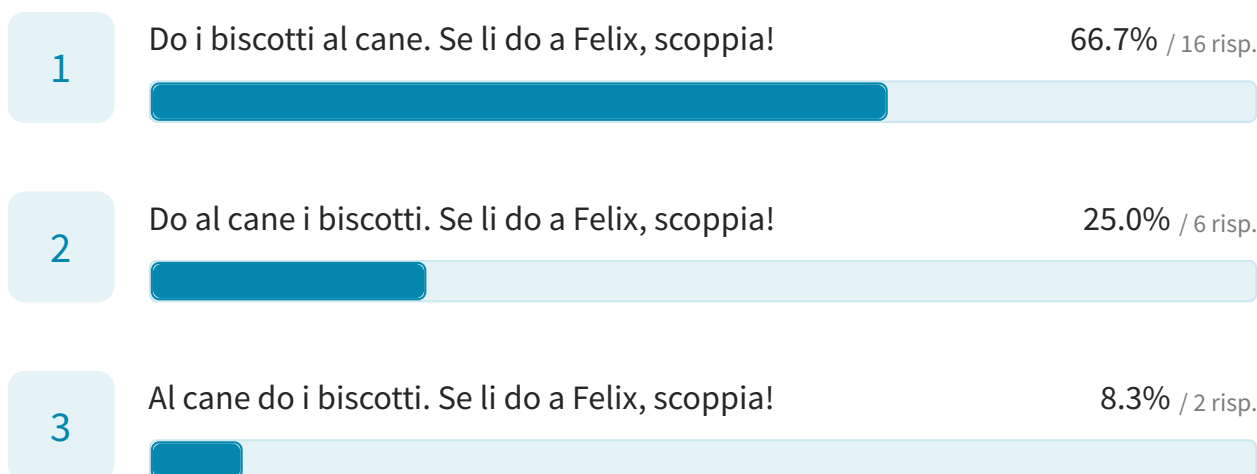 1
Do i biscotti al cane. Se li do a Felix, scoppia!
66.7% / 16 risp.
2
Do al cane i biscotti. Se li do a Felix, scoppia!
25.0% / 6 risp.
3
Al cane do i biscotti. Se li do a Felix, scoppia!
8.3% / 2 risp.